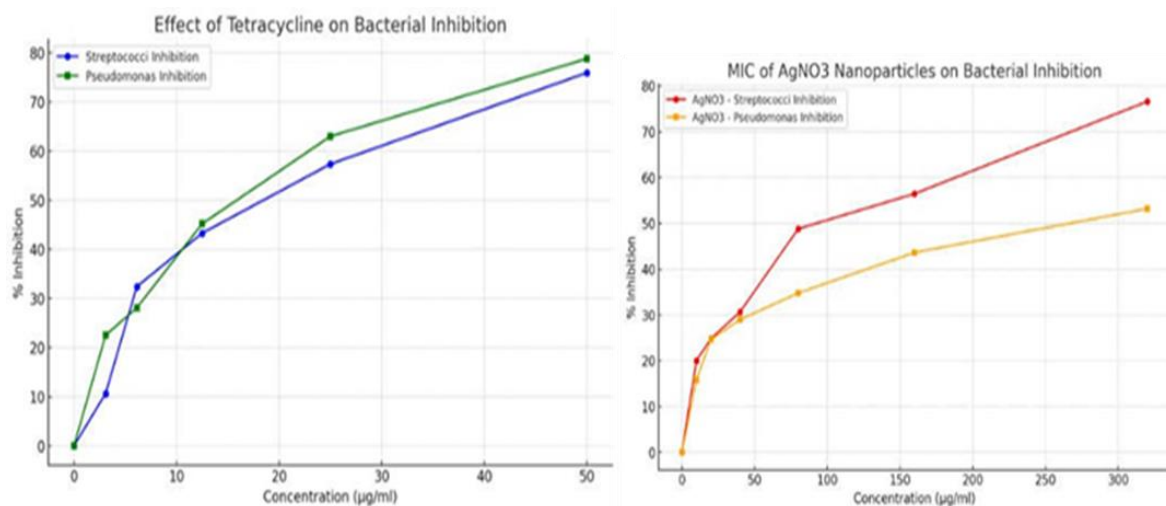 Effect of Tetracycline on Bacterial Inhibition
Streptococci Inhibition
Pseudomonas Inhibition
% Inhibition
80
70
60
50
40
30
20
10
0
0 10 20 30 40 50
Concentration (µg/ml)
MIC of AgNO3 Nanoparticles on Bacterial Inhibition
AgNO3 - Streptococci Inhibition
AgNO3 - Pseudomonas Inhibition
% Inhibition
80
70
60
50
40
30
20
10
0
0 50 100 150 200 250 300
Concentration (µg/ml)